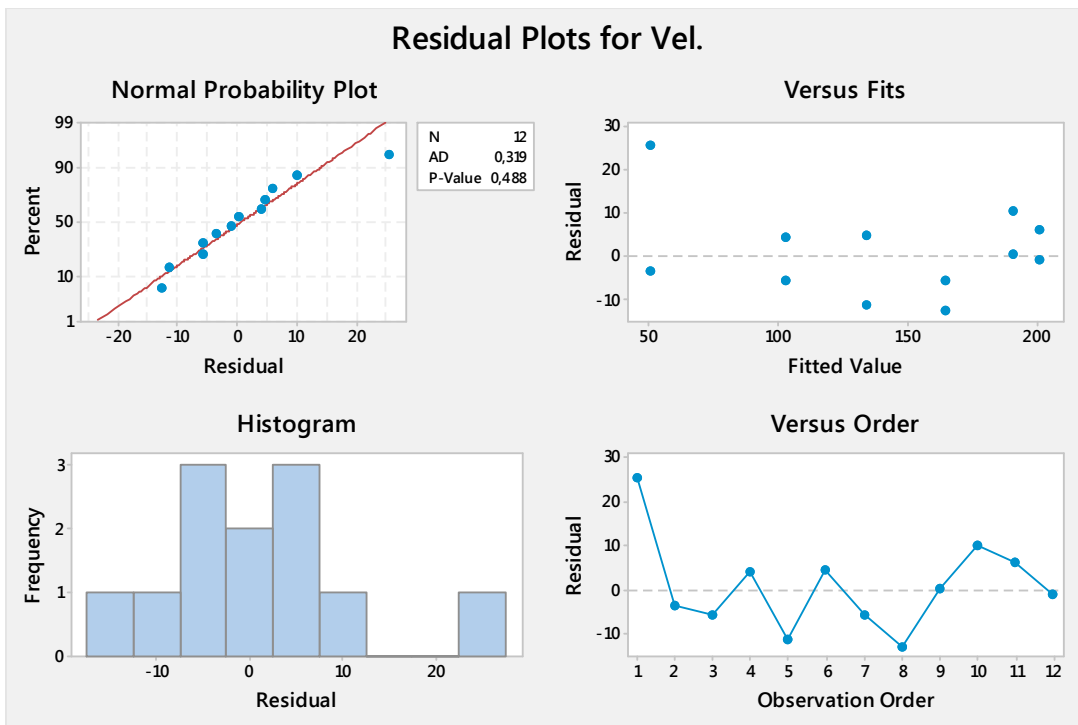 Residual Plots for Vel.
Normal Probability Plot
99
90
50
10
1
Percent
-20 -10 0 10 20
Residual
N 12
AD 0,319
P-Value 0,488
Versus Fits
30
20
10
0
-10
Residual
50 100 150 200
Fitted Value
Histogram
3
2
1
0
Frequency
-10 0 10 20
Residual
Versus Order
30
20
10
0
-10
Residual
1 2 3 4 5 6 7 8 9 10 11 12
Observation Order